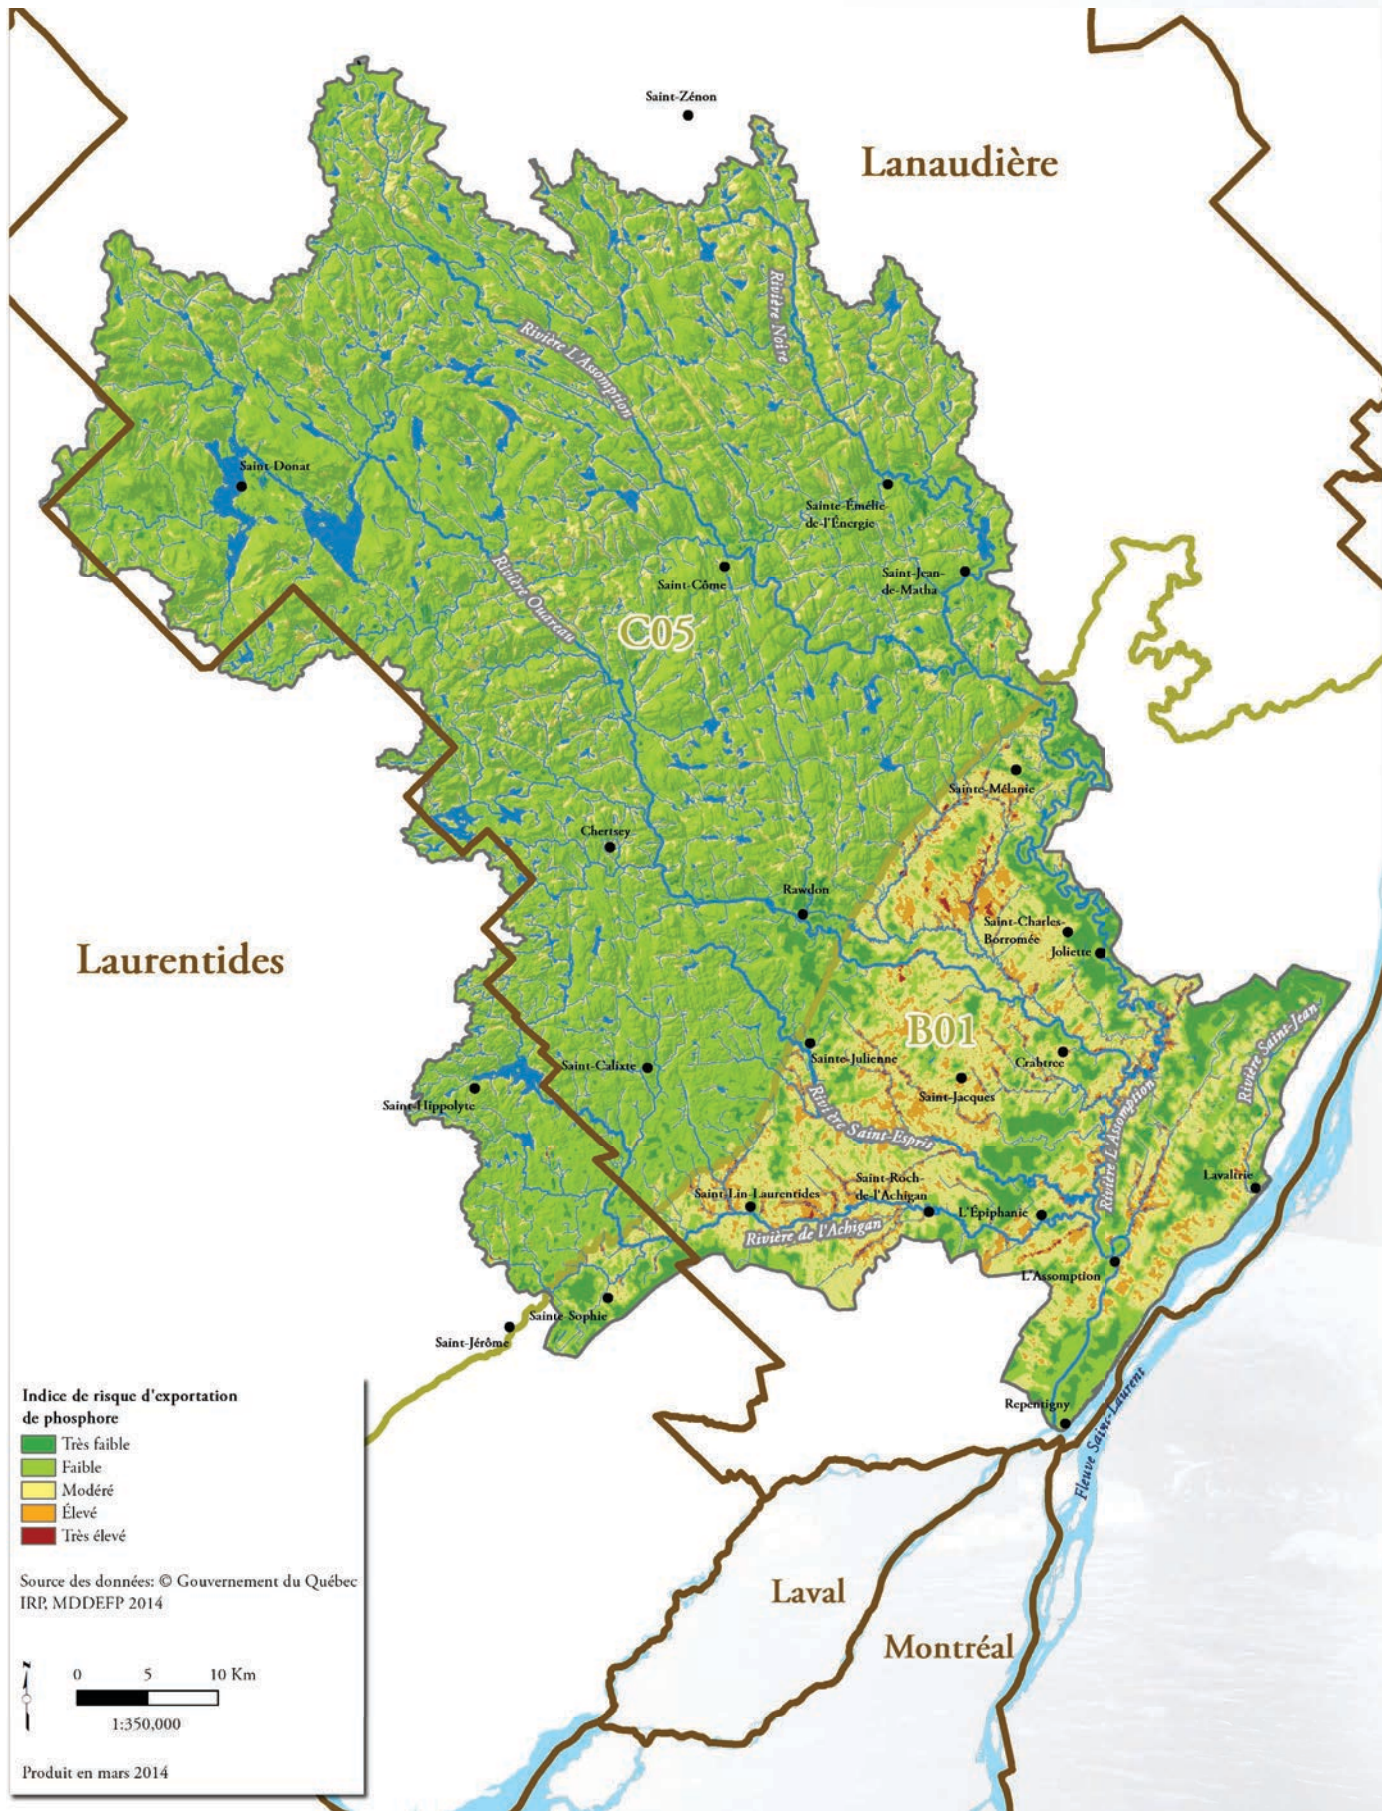 Saint-Zénon
Lanaudière
Rivière Noire
Rivière L'Assomption
Saint-Donat
Sainte-Émélie-
de-l'Énergie
Rivière Ouareau
Saint-Côme
Saint-Jean-
de-Matha
C05
Sainte-Mélanie
Chertsey
Rawdon
Saint-Charles-
Borromée
Joliette
Laurentides
B01
Rivière Saint-Jean
Sainte-Julienne
Crabtree
Saint-Calixte
Saint-Jacques
Saint-Hippolyte
Rivière Saint-Espris
Rivière L'Assomption
Lavaltrie
Saint-Roch-
de-l'Achigan
Saint-Lin-Laurentides
L'Épiphanie
Rivière de l'Achigan
L'Assomption
Sainte-Sophie
Saint-Jérôme
Repentigny
Fleuve Saint-Laurent
Laval
Montréal
Indice de risque d'exportation
de phosphore
Très faible
Faible
Modéré
Élevé
Très élevé
Source des données: © Gouvernement du Québec
IRP, MDDEFP 2014
N
0 5 10 Km
1:350,000
Produit en mars 2014